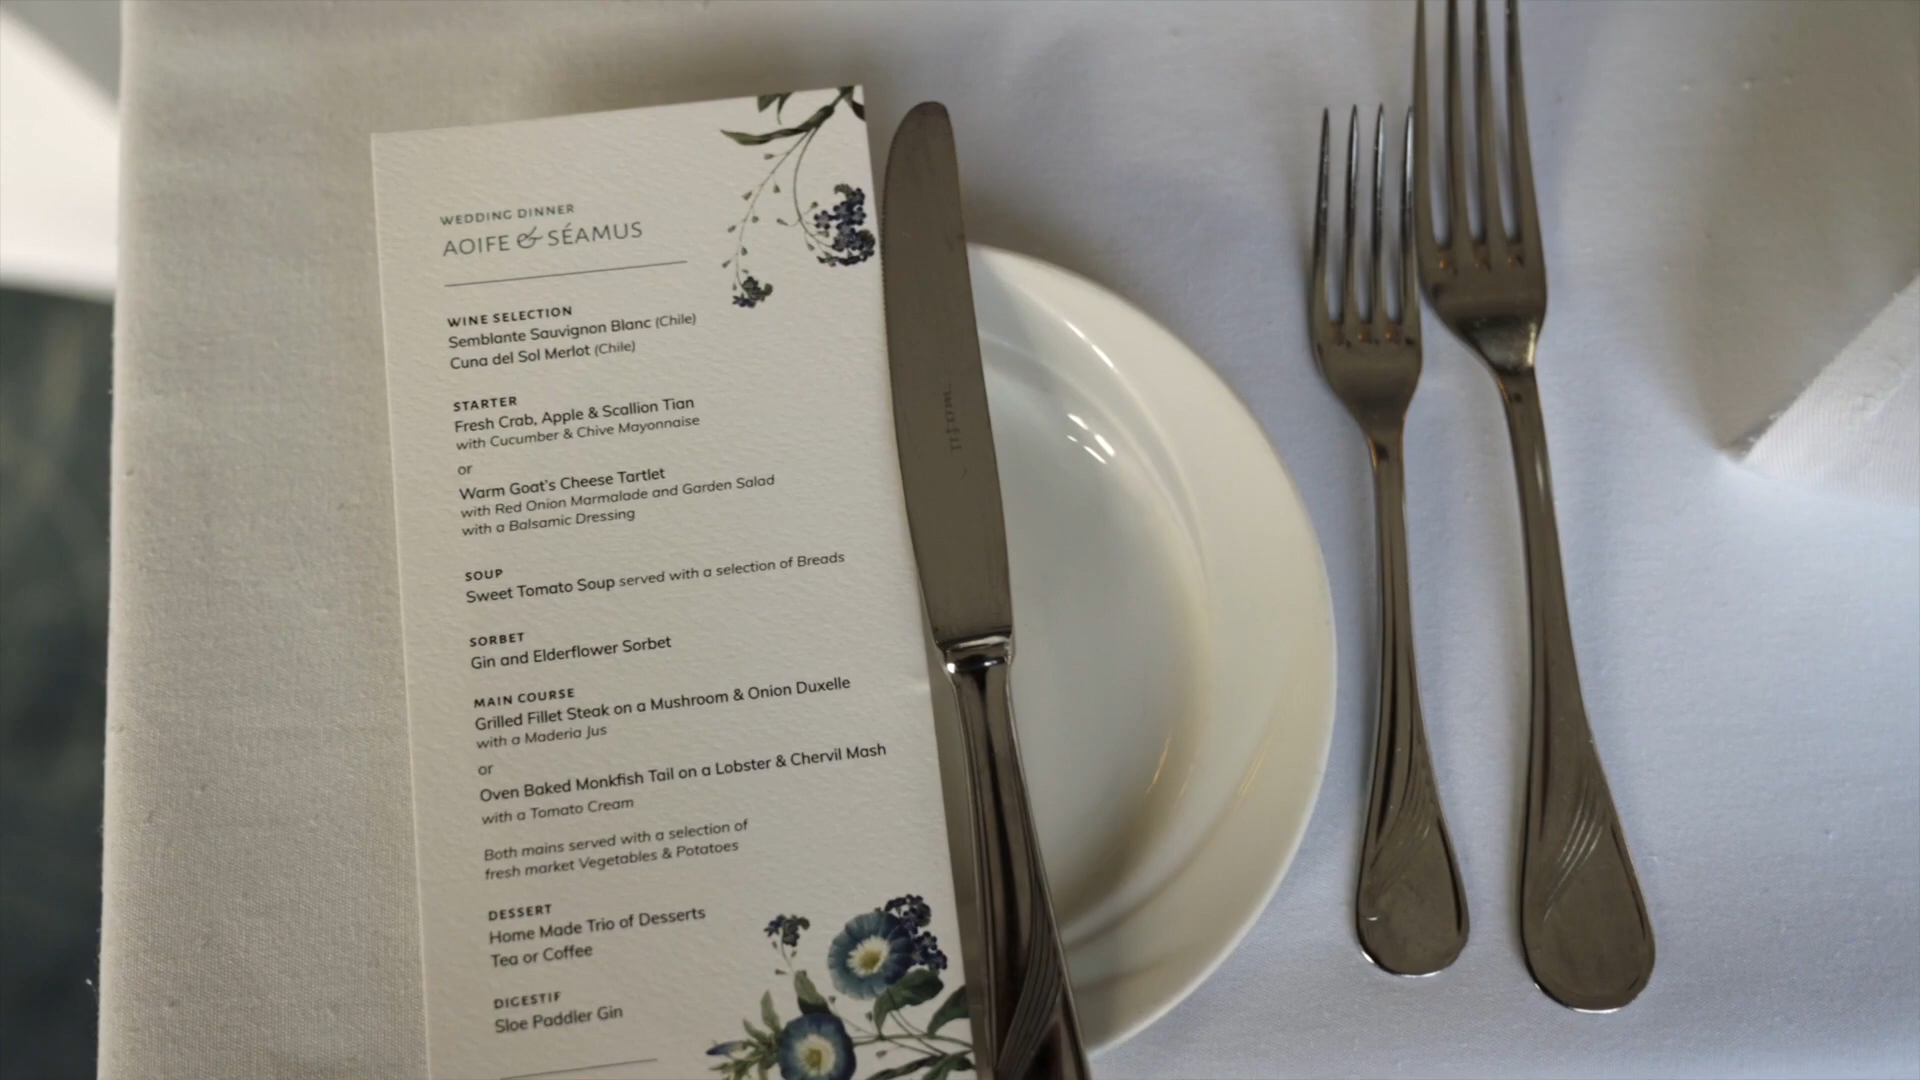 WEDDING DINNER
AOIFE & SÉAMUS
WINE SELECTION
Semblante Sauvignon Blanc (Chile)
Cuna del Sol Merlot (Chile)
STARTER
Fresh Crab, Apple & Scallion Tian
with Cucumber & Chive Mayonnaise
or
Warm Goat's Cheese Tartlet
with Red Onion Marmalade and Garden Salad
with a Balsamic Dressing
SOUP
Sweet Tomato Soup served with a selection of Breads
SORBET
Gin and Elderflower Sorbet
MAIN COURSE
Grilled Fillet Steak on a Mushroom & Onion Duxelle
with a Maderia Jus
or
Oven Baked Monkfish Tail on a Lobster & Chervil Mash
with a Tomato Cream
Both mains served with a selection of
fresh market Vegetables & Potatoes
DESSERT
Home Made Trio of Desserts
Tea or Coffee
DIGESTIF
Sloe Paddler Gin